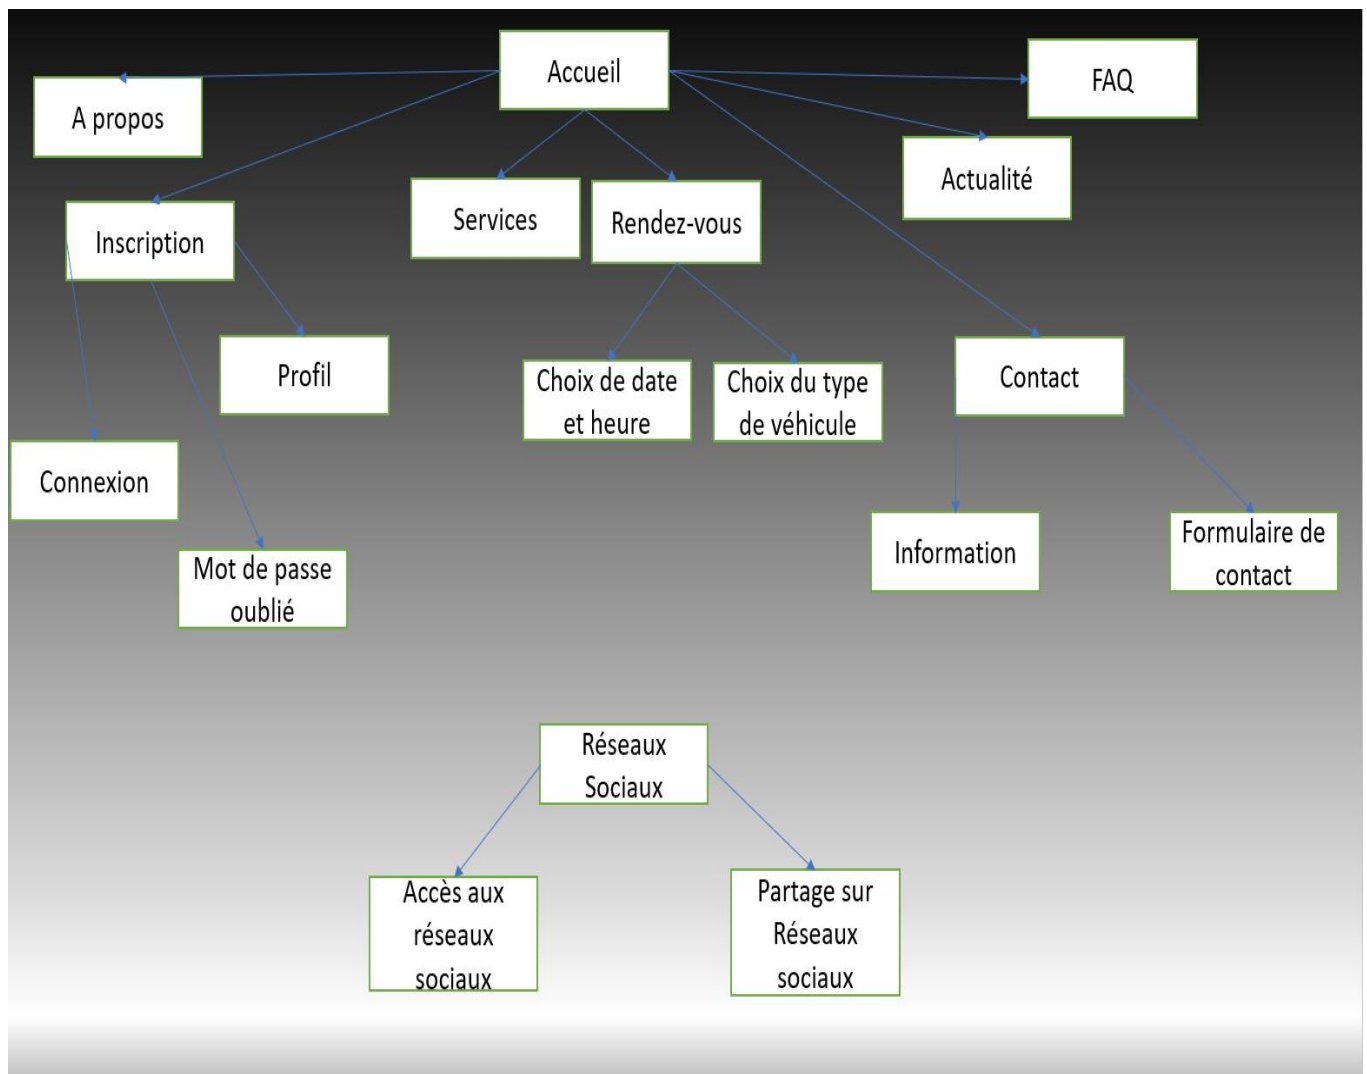 Accueil
FAQ
A propos
Actualité
Services
Rendez-vous
Inscription
Profil
Choix de date
et heure
Choix du type
de véhicule
Contact
Connexion
Mot de passe
oublié
Information
Formulaire de
contact
Réseaux
Sociaux
Accès aux
réseaux
sociaux
Partage sur
Réseaux
sociaux